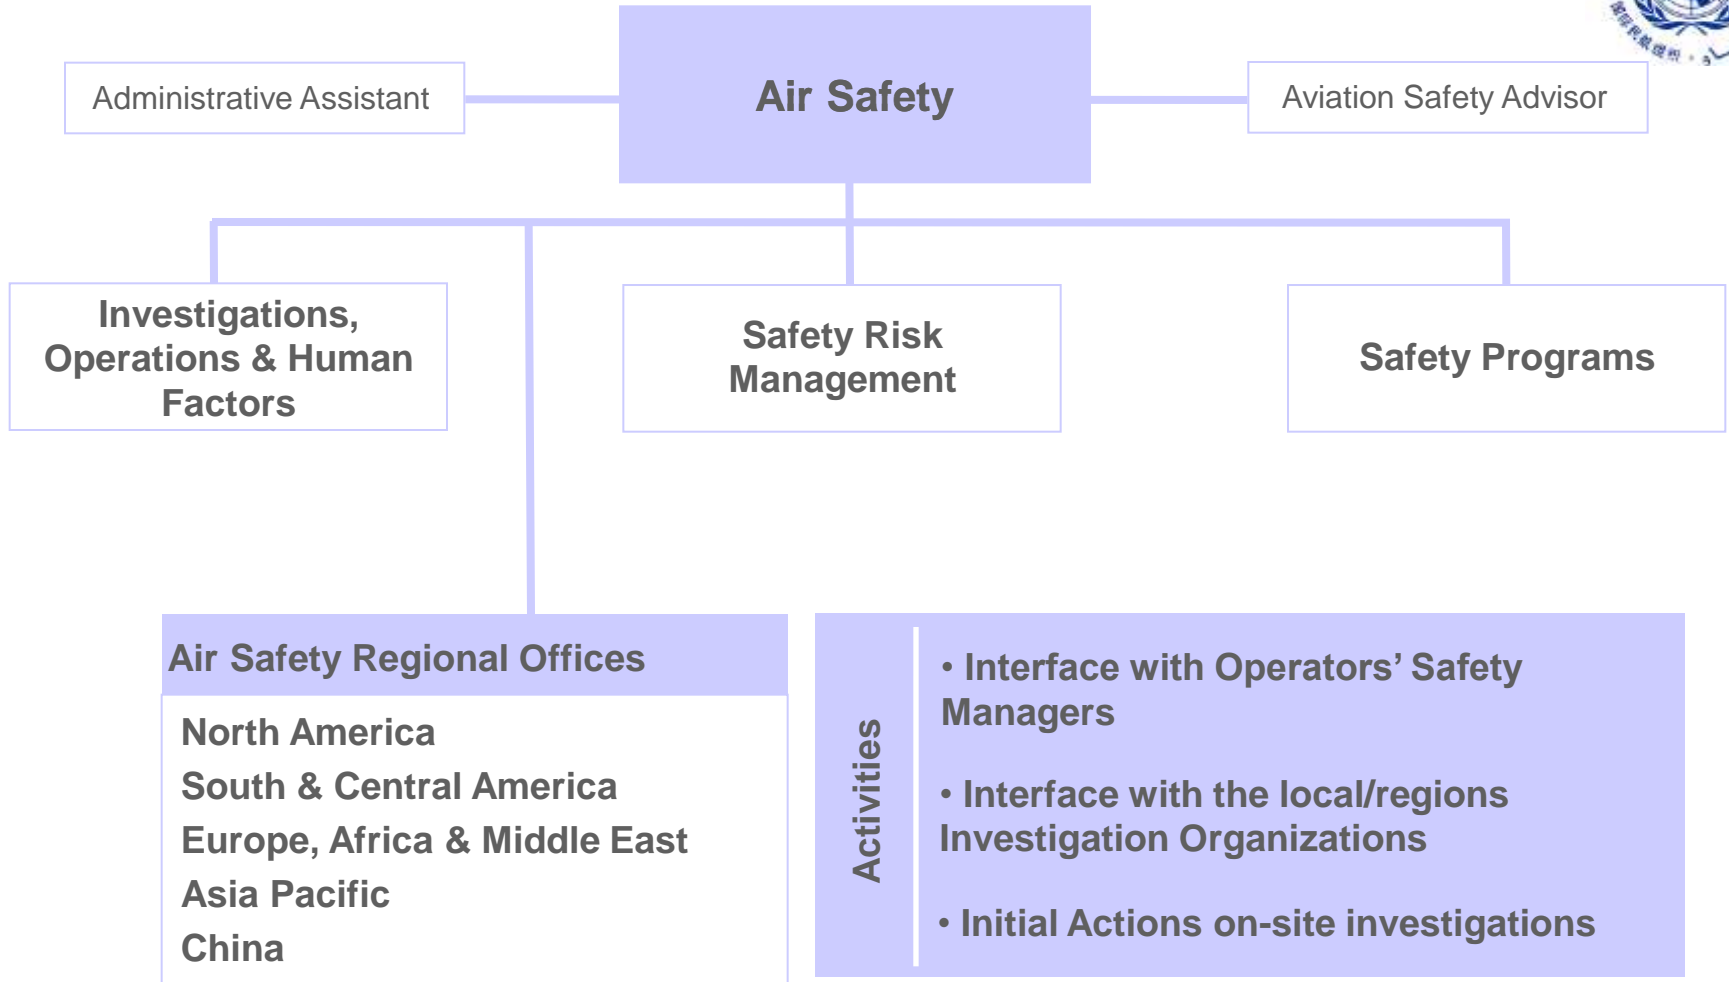 Administrative Assistant
Air Safety
Aviation Safety Advisor
Investigations,
Operations & Human
Factors
Safety Risk
Management
Safety Programs
Air Safety Regional Offices
North America
South & Central America
Europe, Africa & Middle East
Asia Pacific
China
Activities
• Interface with Operators’ Safety
Managers
• Interface with the local/regions
Investigation Organizations
• Initial Actions on-site investigations